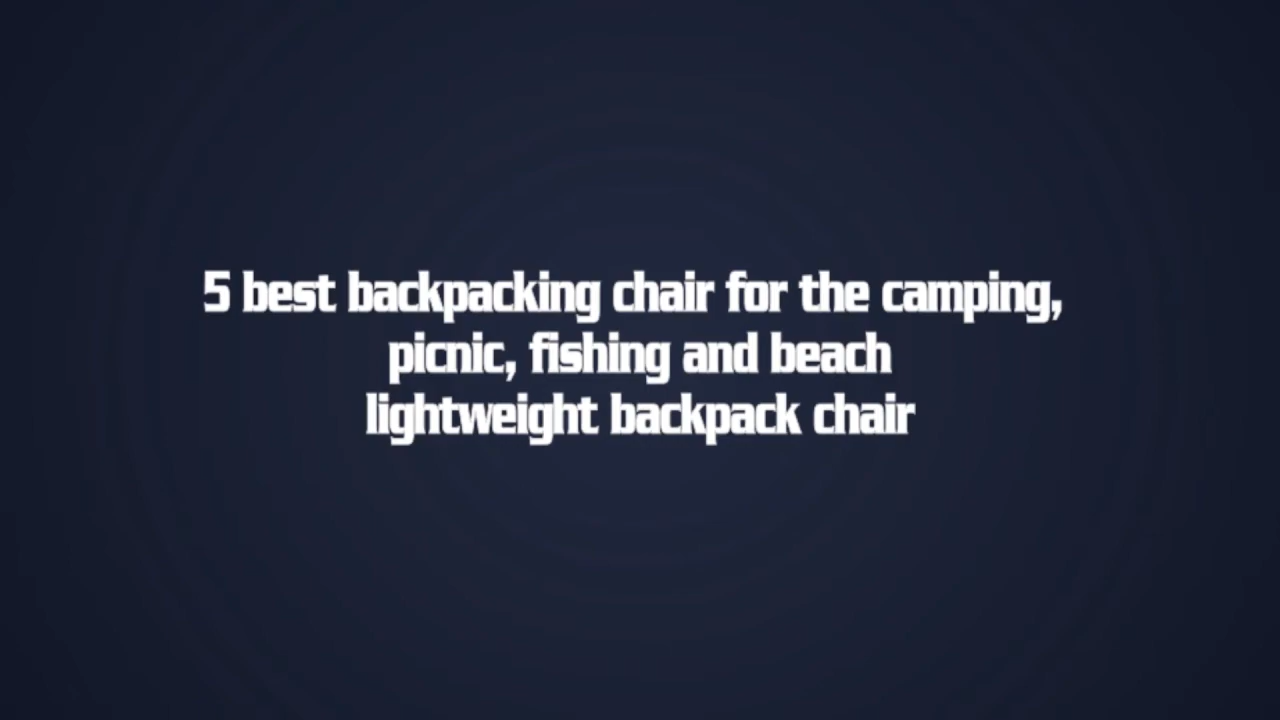 5 best backpacking chair for the camping,
picnic, fishing and beach
lightweight backpack chair